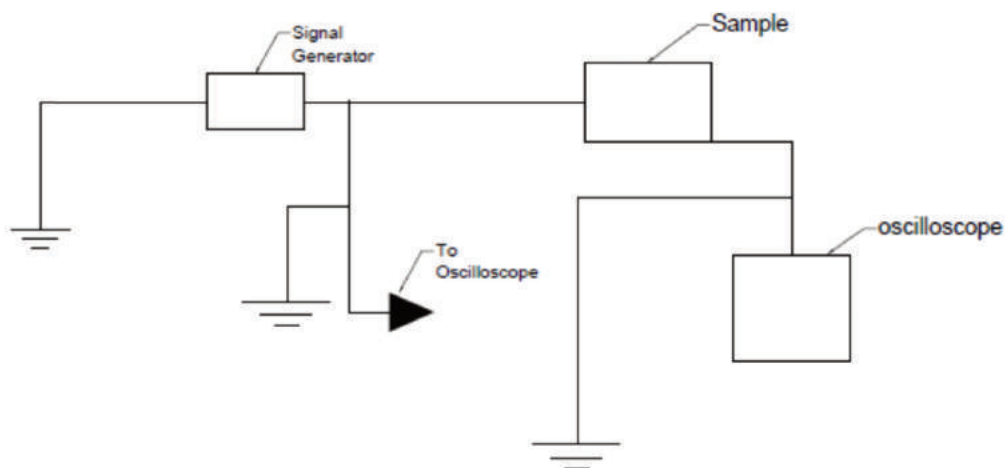 Signal
Generator
Sample
To
Oscilloscope
oscilloscope